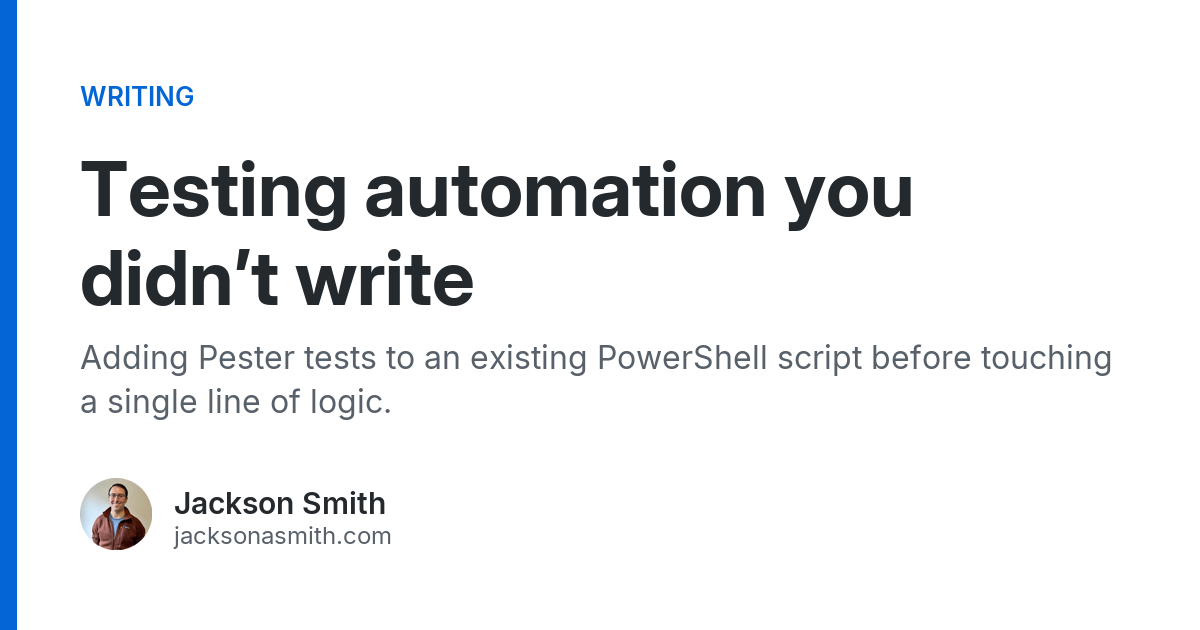 WRITING
Testing automation you
didn’t write
Adding Pester tests to an existing PowerShell script before touching
a single line of logic.
Jackson Smith
jacksonasmith.com